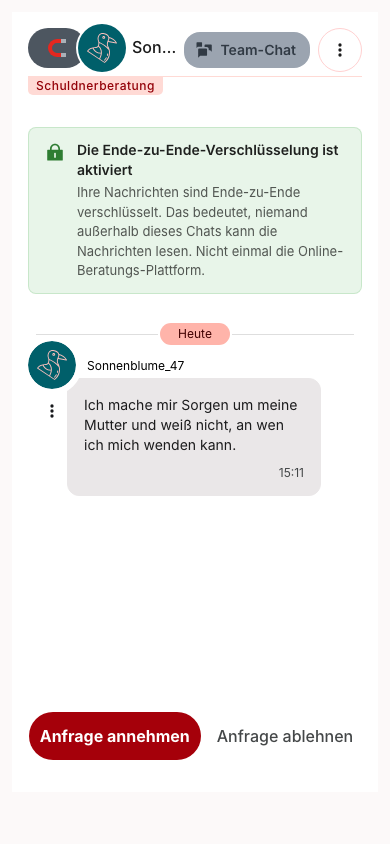 Son...
Team-Chat
Schuldnerberatung
Die Ende-zu-Ende-Verschlüsselung ist
aktiviert
Ihre Nachrichten sind Ende-zu-Ende
verschlüsselt. Das bedeutet, niemand
außerhalb dieses Chats kann die
Nachrichten lesen. Nicht einmal die Online-
Beratungs-Plattform.
Heute
Sonnenblume_47
Ich mache mir Sorgen um meine
Mutter und weiß nicht, an wen
ich mich wenden kann.
15:11
Anfrage annehmen
Anfrage ablehnen